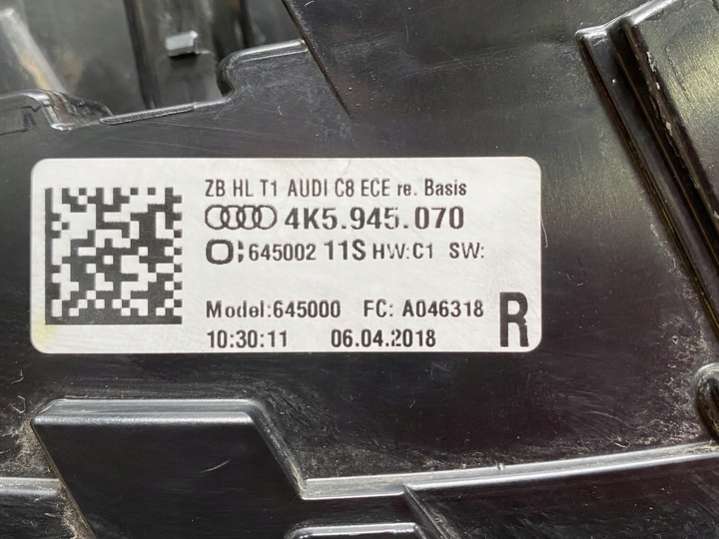 ZB HL T1 AUDI C8 ECE re. Basis
4K5.945.070
645002 11S HW:C1 SW:
Model:645000 FC: A046318
10:30:11 06.04.2018
R